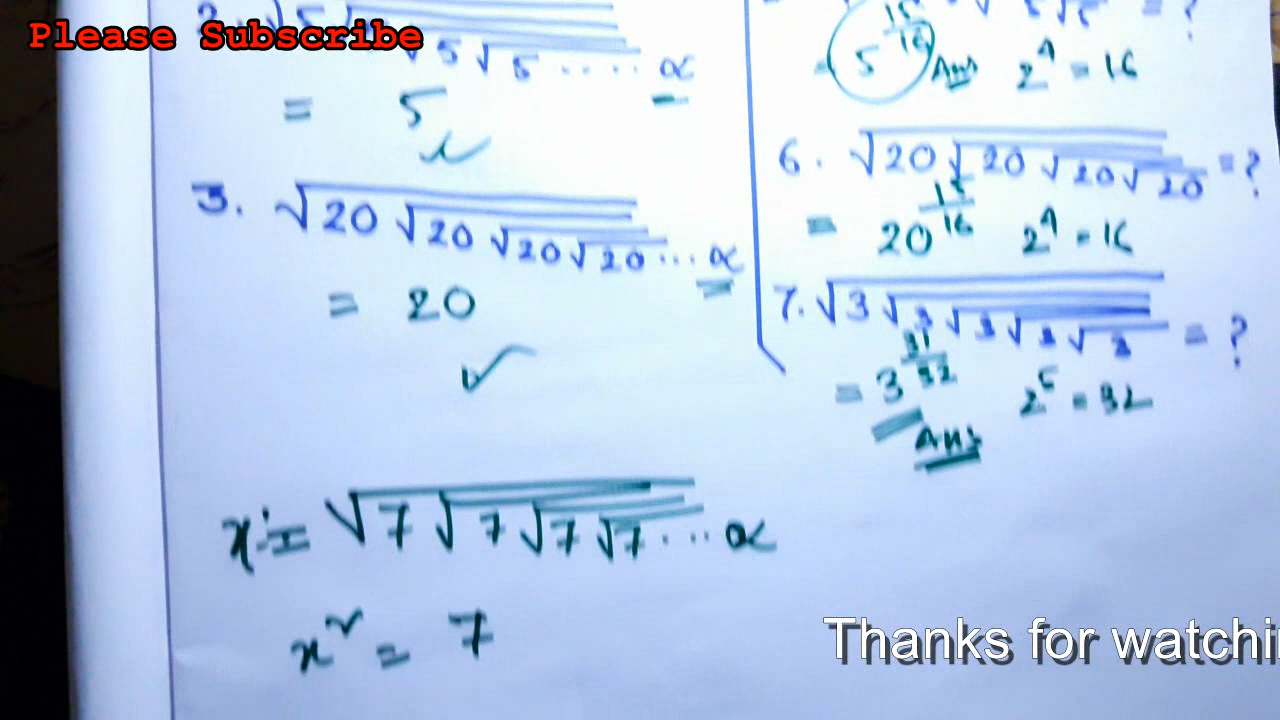 Please Subscribe
√5 √5 √5 .... α
= 5
3. √20 √20 √20 √20 ... α
= 20
x = √7 √7 √7 √7 ... α
x² = 7
= ?
= 5^(15/16) Ans 2^4 = 16
6. √20 √20 √20 √20 = ?
= 20^(15/16) 2^4 = 16
7. √3 √3 √3 √3 √3 = ?
= 3^(31/32) 2^5 = 32
Ans
Thanks for watchin